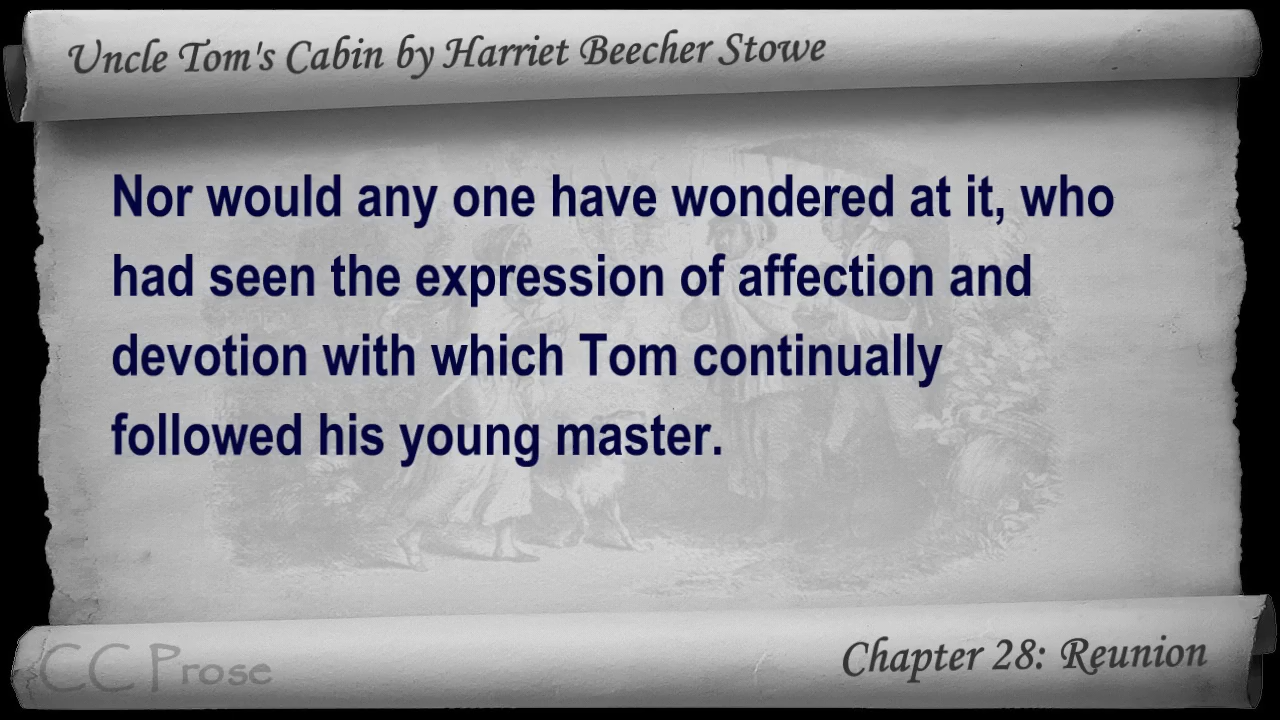 Uncle Tom's Cabin by Harriet Beecher Stowe
Nor would any one have wondered at it, who
had seen the expression of affection and
devotion with which Tom continually
followed his young master.
CC Prose
Chapter 28: Reunion